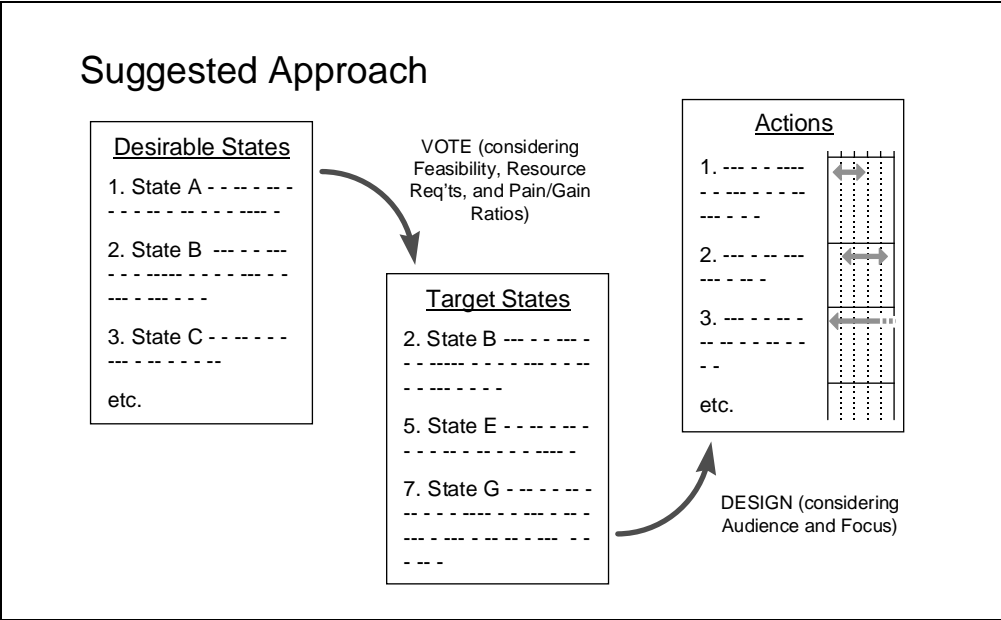 Suggested Approach
Desirable States
1. State A - - -- - -- -
- - - -- - -- - - - ---- -
2. State B --- - - ---
- - - ----- - - - - --- - -
--- - --- - - -
3. State C - - -- - - -
--- - -- - - - --
etc.
VOTE (considering
Feasibility, Resource
Req'ts, and Pain/Gain
Ratios)
Target States
2. State B --- - - --- -
- - ----- - - - - --- - - --
- - --- - - - -
5. State E - - -- - -- -
- - - -- - -- - - - ---- -
7. State G - -- - - -- -
-- - - - ---- - - --- - -- -
--- - --- - -- -- - --- - -
- -- -
Actions
1. --- - - ----
- - --- - - - --
--- - - -
2. --- - -- ---
--- - -- -
3. --- - - -- -
-- -- - -- - -
- -
etc.
DESIGN (considering
Audience and Focus)